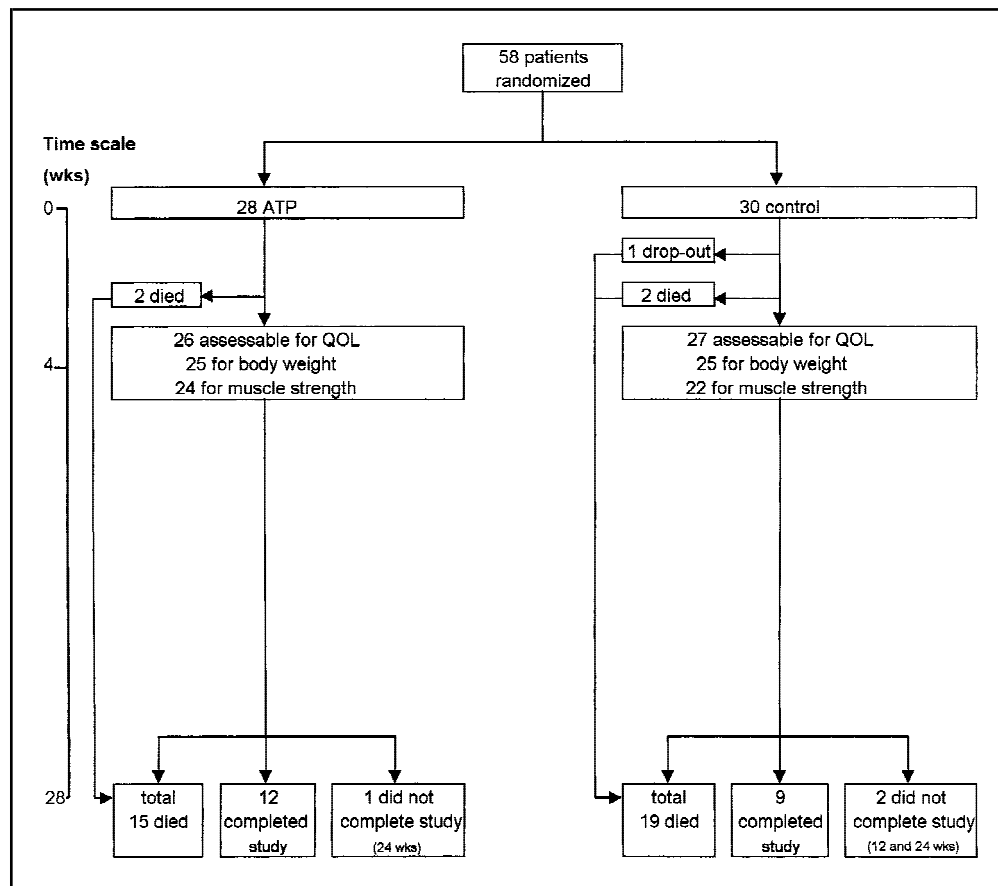 58 patients
randomized
Time scale
(wks)
0
28 ATP
30 control
1 drop-out
2 died
2 died
26 assessable for QOL
25 for body weight
24 for muscle strength
27 assessable for QOL
25 for body weight
22 for muscle strength
4
28
total
15 died
12
completed
study
1 did not
complete study
(24 wks)
total
19 died
9
completed
study
2 did not
complete study
(12 and 24 wks)